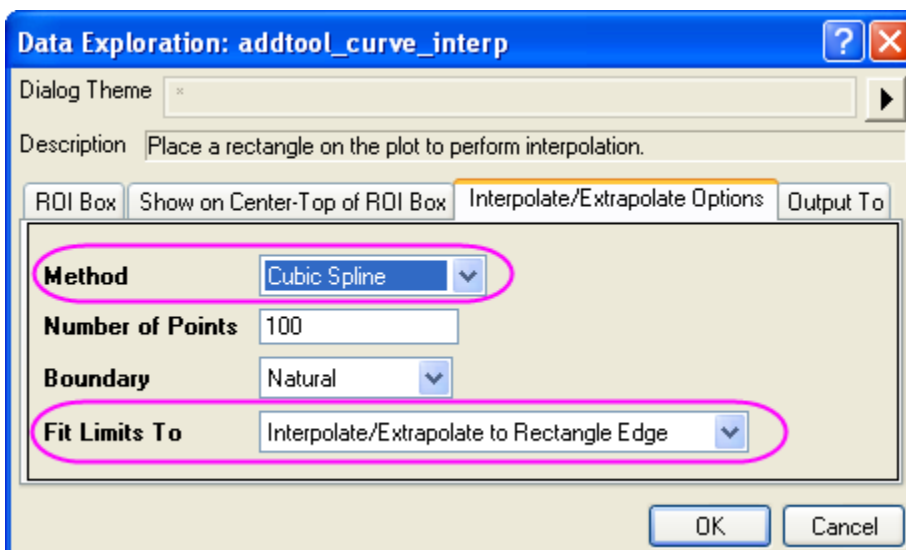 Data Exploration: addtool_curve_interp
Dialog Theme *
Description Place a rectangle on the plot to perform interpolation.
ROI Box Show on Center-Top of ROI Box Interpolate/Extrapolate Options Output To
Method Cubic Spline
Number of Points 100
Boundary Natural
Fit Limits To Interpolate/Extrapolate to Rectangle Edge
OK Cancel